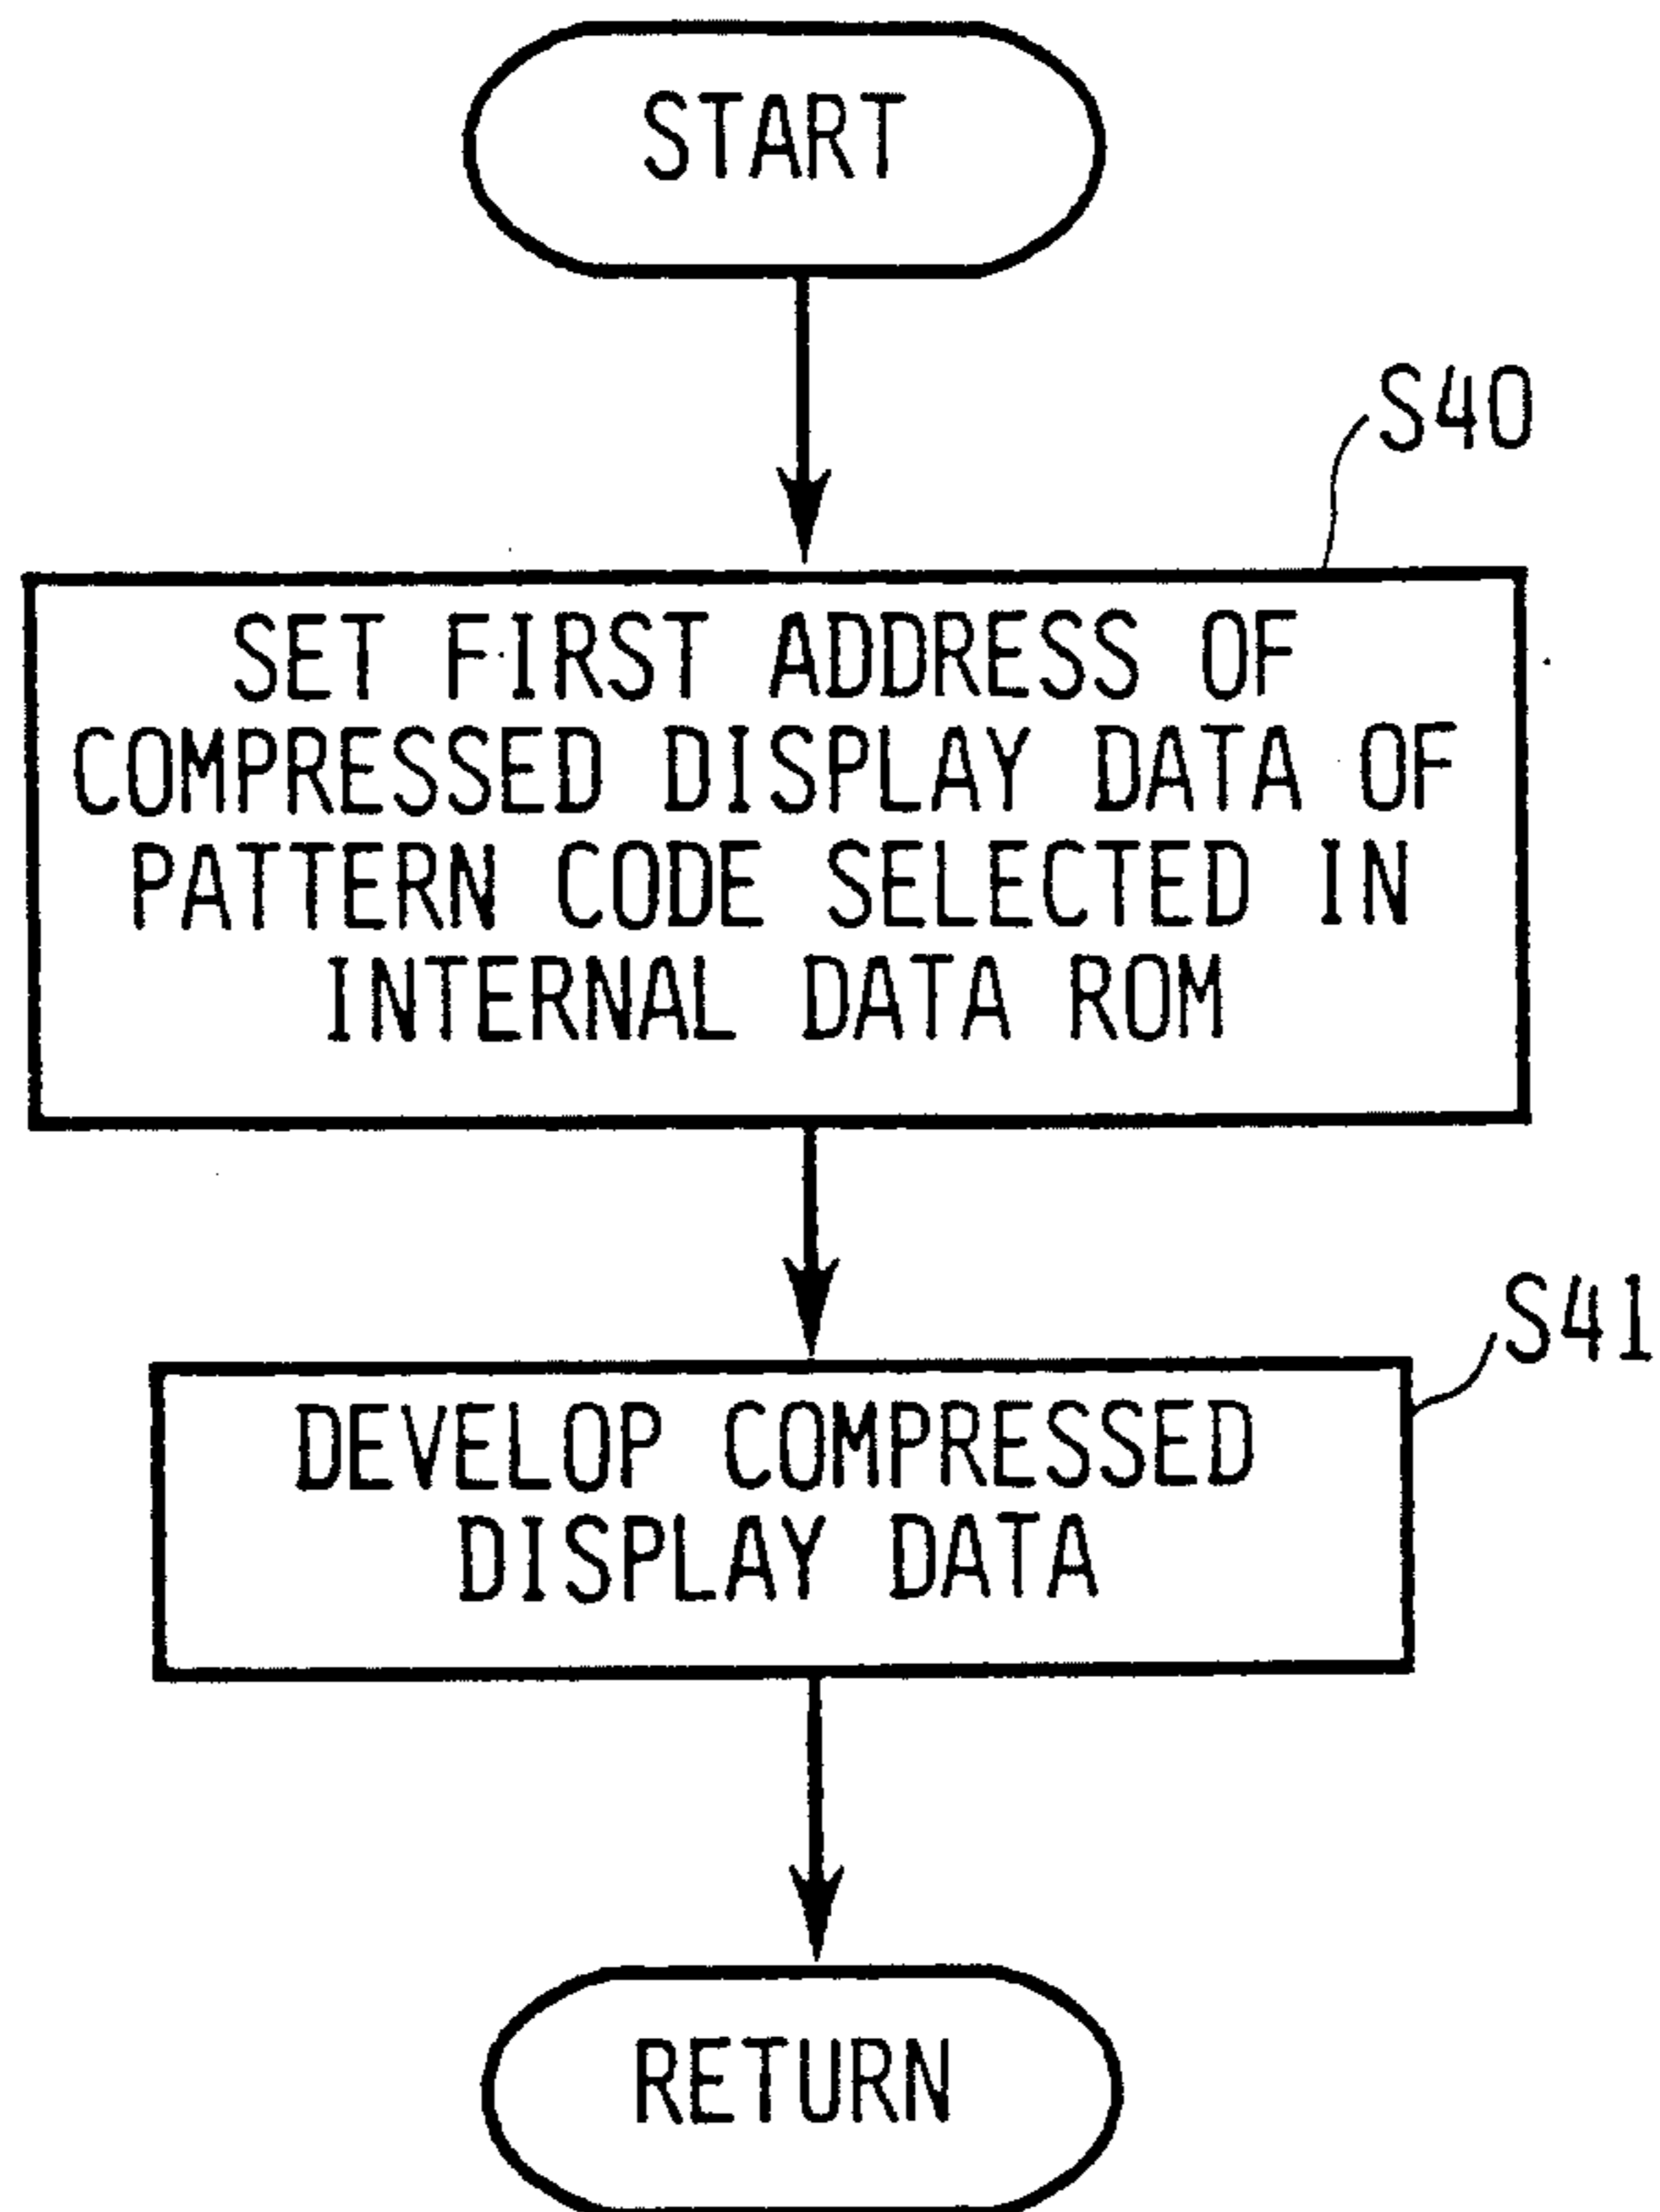 START
S40
SET FIRST ADDRESS OF
COMPRESSED DISPLAY DATA OF
PATTERN CODE SELECTED IN
INTERNAL DATA ROM
S41
DEVELOP COMPRESSED
DISPLAY DATA
RETURN